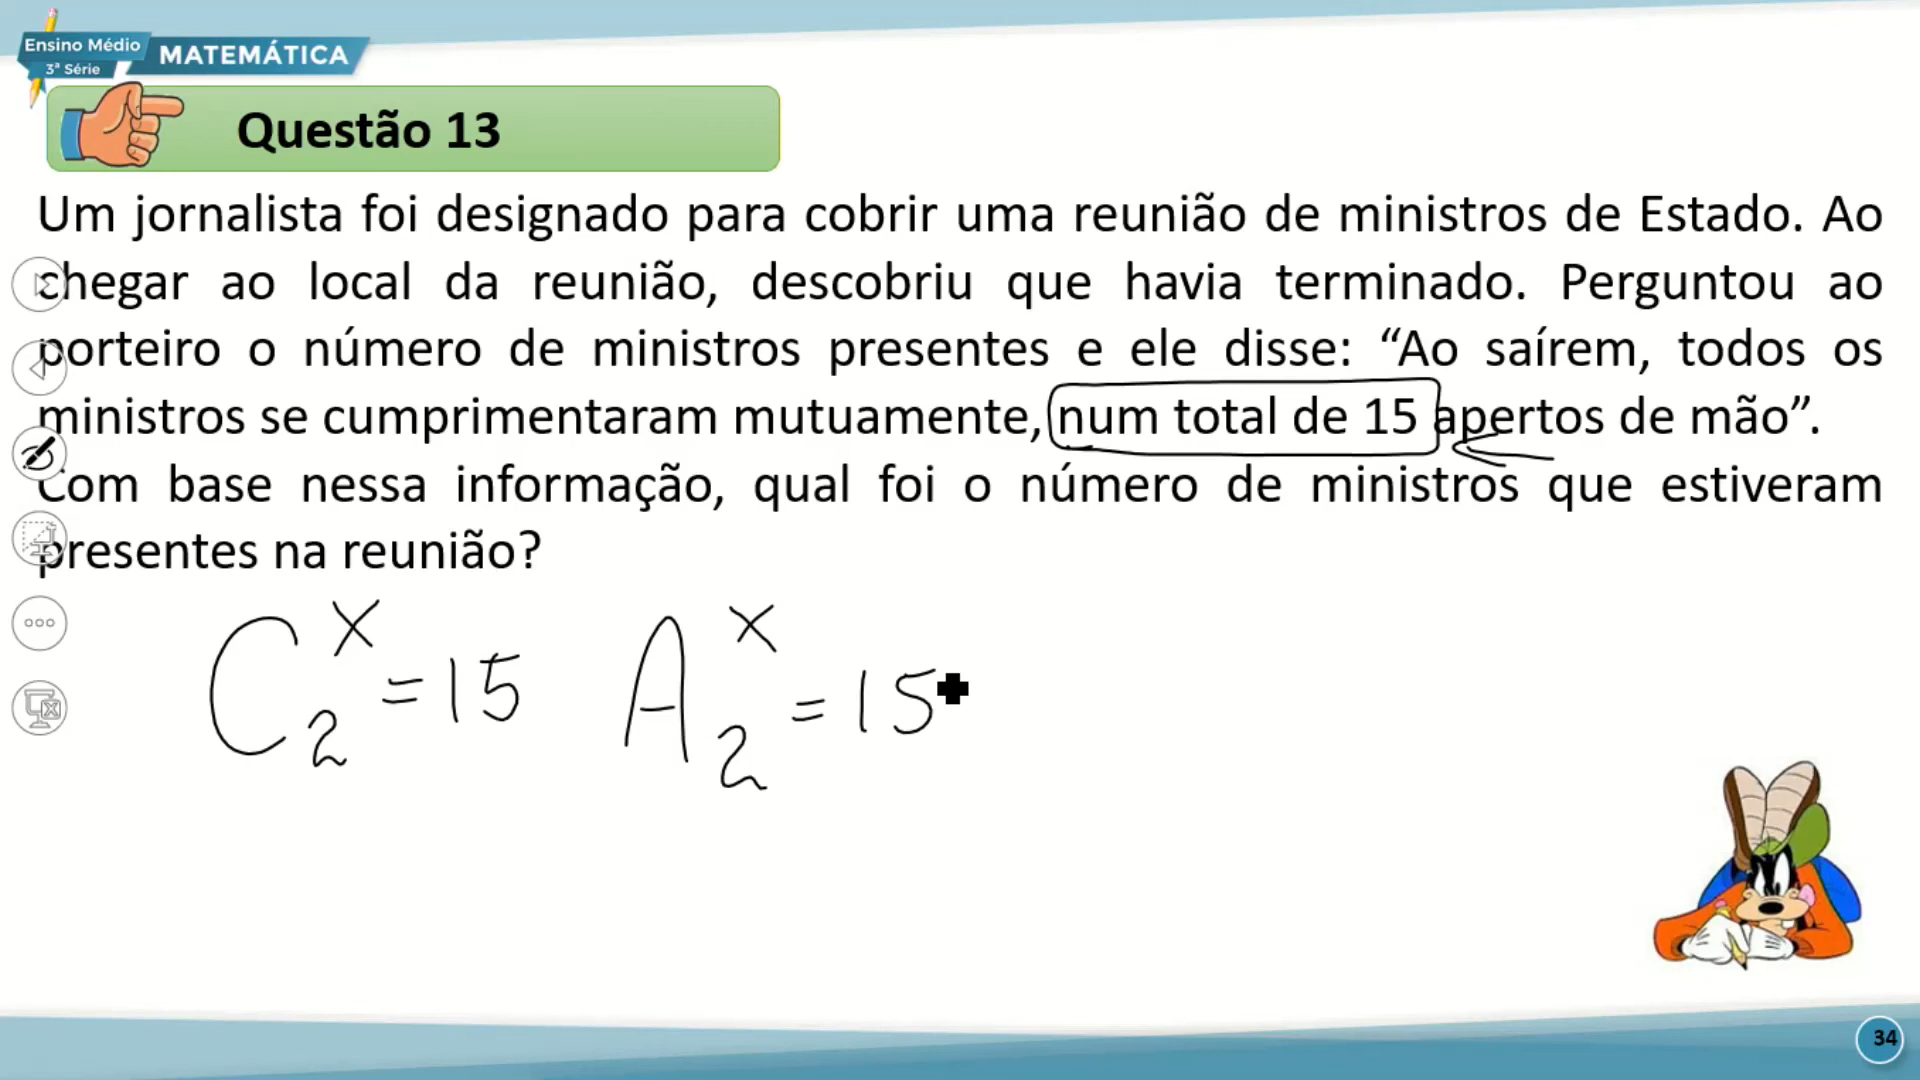 Ensino Médio
3ª Série
MATEMÁTICA
Questão 13
Um jornalista foi designado para cobrir uma reunião de ministros de Estado. Ao
chegar ao local da reunião, descobriu que havia terminado. Perguntou ao
porteiro o número de ministros presentes e ele disse: “Ao saírem, todos os
ministros se cumprimentaram mutuamente, num total de 15 apertos de mão”.
Com base nessa informação, qual foi o número de ministros que estiveram
presentes na reunião?
C₂ˣ = 15 A₂ˣ = 15
34